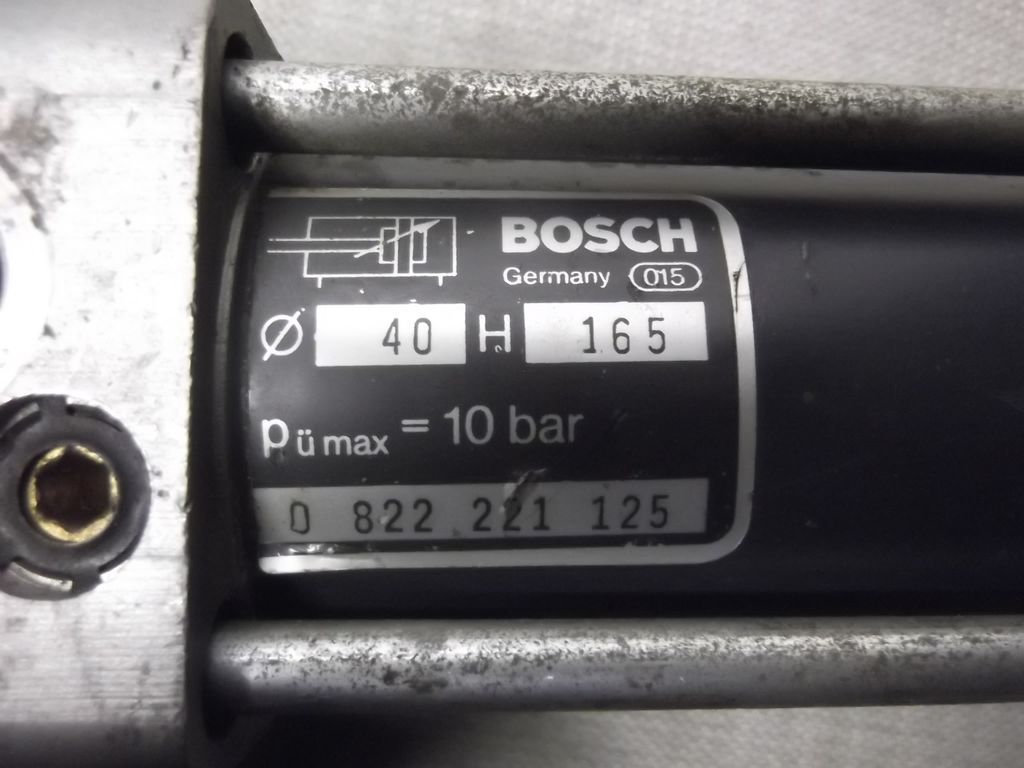 BOSCH
Germany 015
Ø 40 H 165
pü max = 10 bar
0 822 221 125